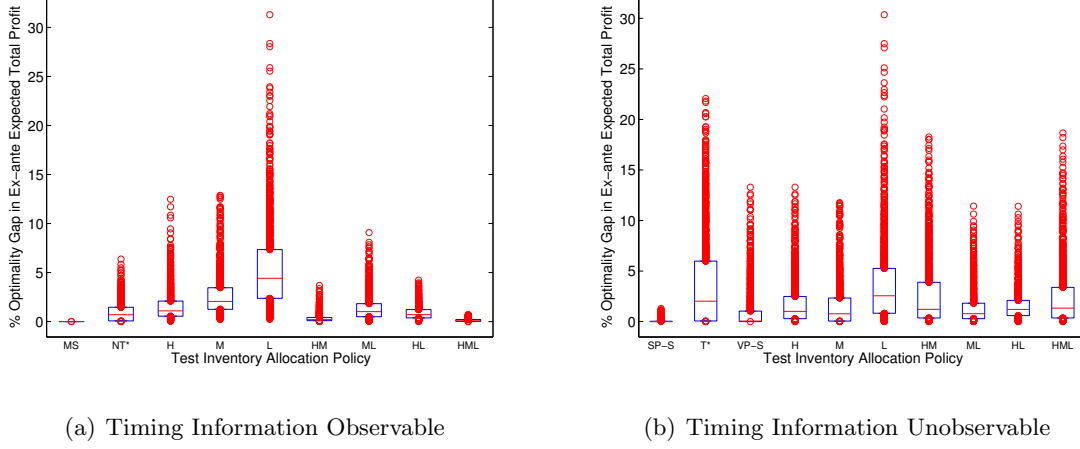 % Optimality Gap in Ex−ante Expected Total Profit
30
25
20
15
10
5
0
MS NT* H M L HM ML HL HML
Test Inventory Allocation Policy
(a) Timing Information Observable
% Optimality Gap in Ex−ante Expected Total Profit
30
25
20
15
10
5
0
SP−S T* VP−S H M L HM ML HL HML
Test Inventory Allocation Policy
(b) Timing Information Unobservable